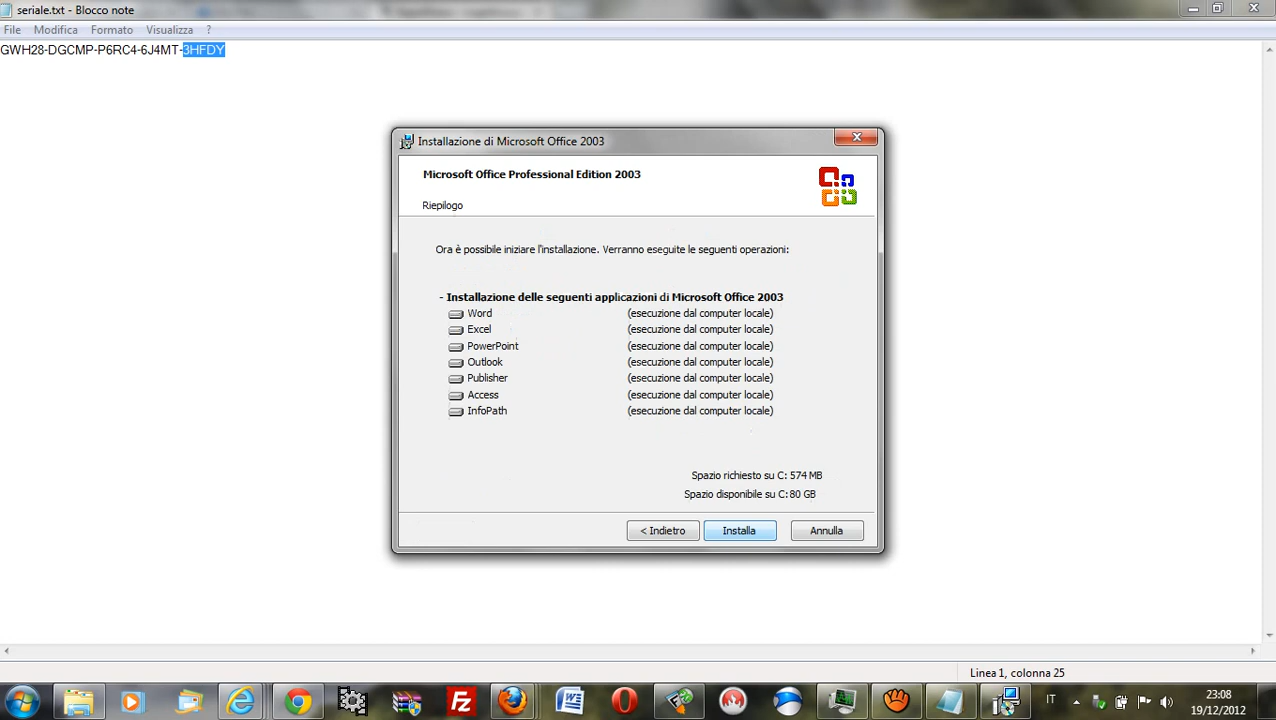 seriale.txt - Blocco note
File Modifica Formato Visualizza ?
GWH28-DGCMP-P6RC4-6J4MT-3HFDY
Installazione di Microsoft Office 2003
Microsoft Office Professional Edition 2003
Riepilogo
Ora è possibile iniziare l'installazione. Verranno eseguite le seguenti operazioni:
- Installazione delle seguenti applicazioni di Microsoft Office 2003
Word (esecuzione dal computer locale)
Excel (esecuzione dal computer locale)
PowerPoint (esecuzione dal computer locale)
Outlook (esecuzione dal computer locale)
Publisher (esecuzione dal computer locale)
Access (esecuzione dal computer locale)
InfoPath (esecuzione dal computer locale)
Spazio richiesto su C: 574 MB
Spazio disponibile su C: 80 GB
< Indietro Installa Annulla
Linea 1, colonna 25
IT 23:08
19/12/2012